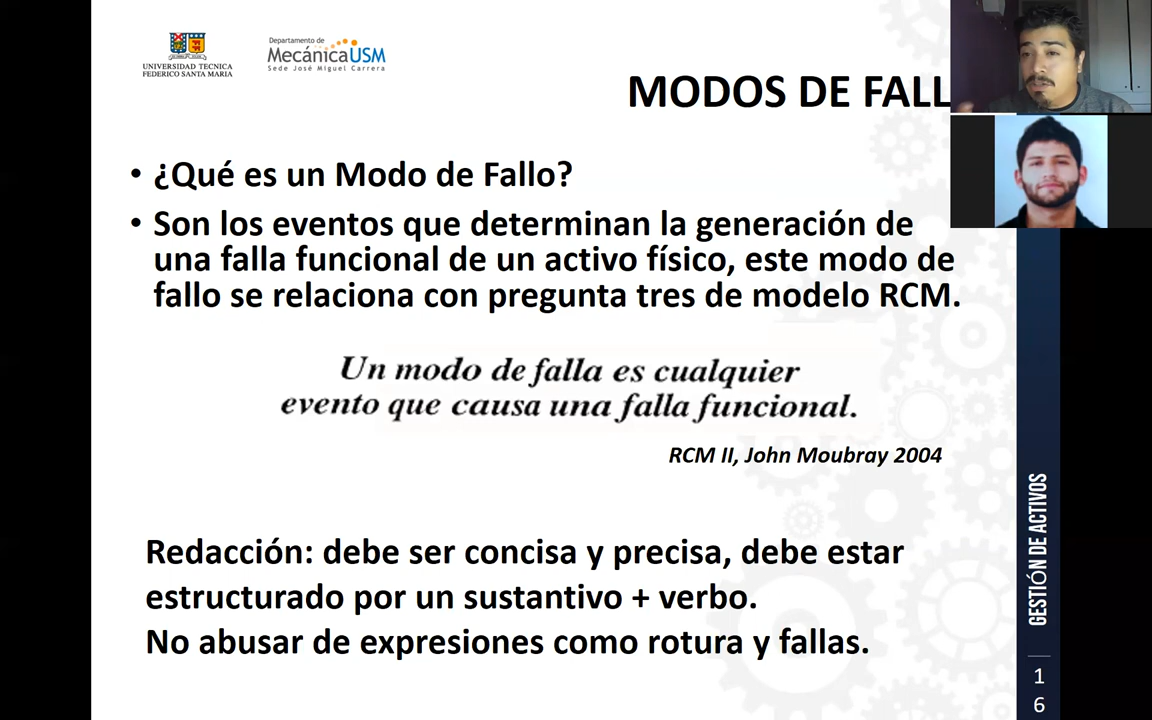 UNIVERSIDAD TECNICA
FEDERICO SANTA MARIA
Departamento de
MecánicaUSM
Sede José Miguel Carrera
MODOS DE FALL
• ¿Qué es un Modo de Fallo?
• Son los eventos que determinan la generación de
una falla funcional de un activo físico, este modo de
fallo se relaciona con pregunta tres de modelo RCM.
Un modo de falla es cualquier
evento que causa una falla funcional.
RCM II, John Moubray 2004
Redacción: debe ser concisa y precisa, debe estar
estructurado por un sustantivo + verbo.
No abusar de expresiones como rotura y fallas.
GESTIÓN DE ACTIVOS
1
6